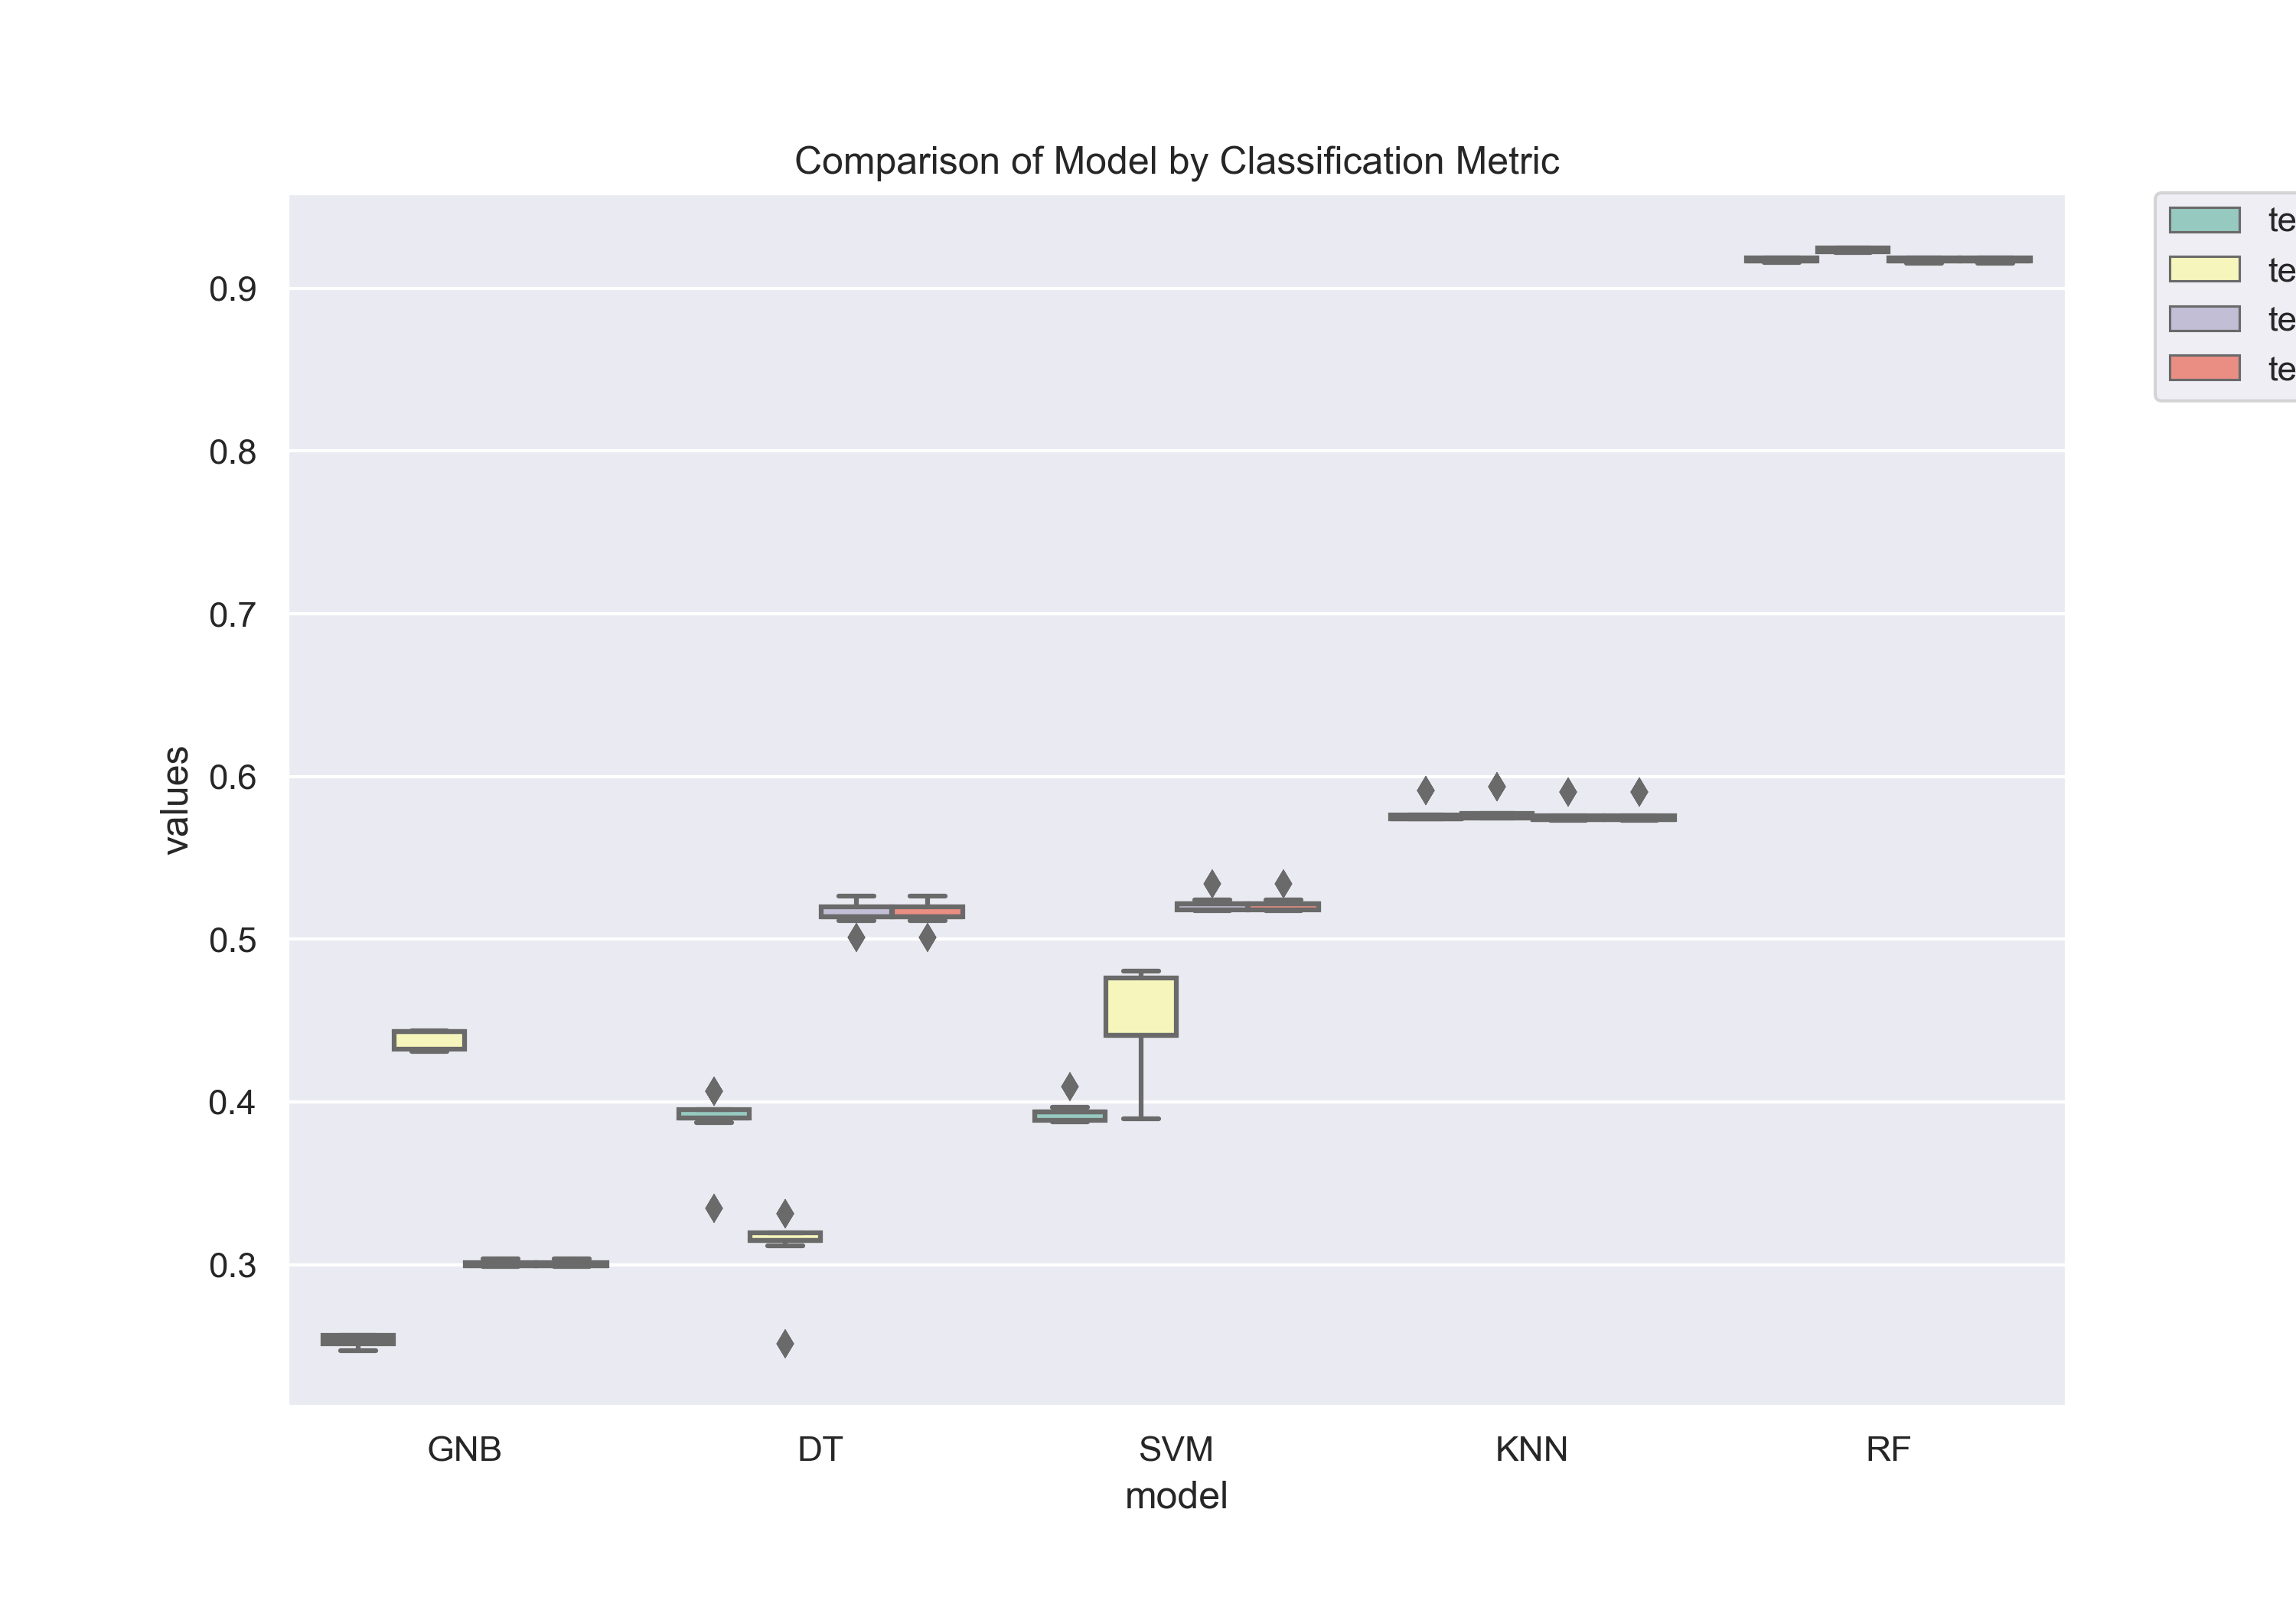 Comparison of Model by Classification Metric
te
te
te
te
values
0.9
0.8
0.7
0.6
0.5
0.4
0.3
GNB DT SVM KNN RF
model